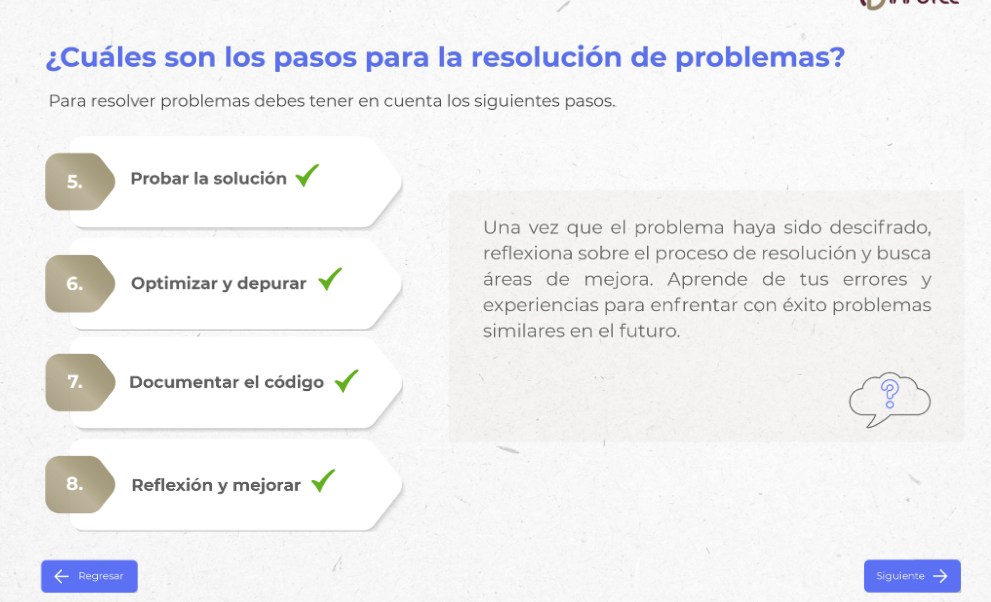 ¿Cuáles son los pasos para la resolución de problemas?
Para resolver problemas debes tener en cuenta los siguientes pasos.
5. Probar la solución
6. Optimizar y depurar
7. Documentar el código
8. Reflexión y mejorar
Una vez que el problema haya sido descifrado,
reflexiona sobre el proceso de resolución y busca
áreas de mejora. Aprende de tus errores y
experiencias para enfrentar con éxito problemas
similares en el futuro.
?
Regresar
Siguiente